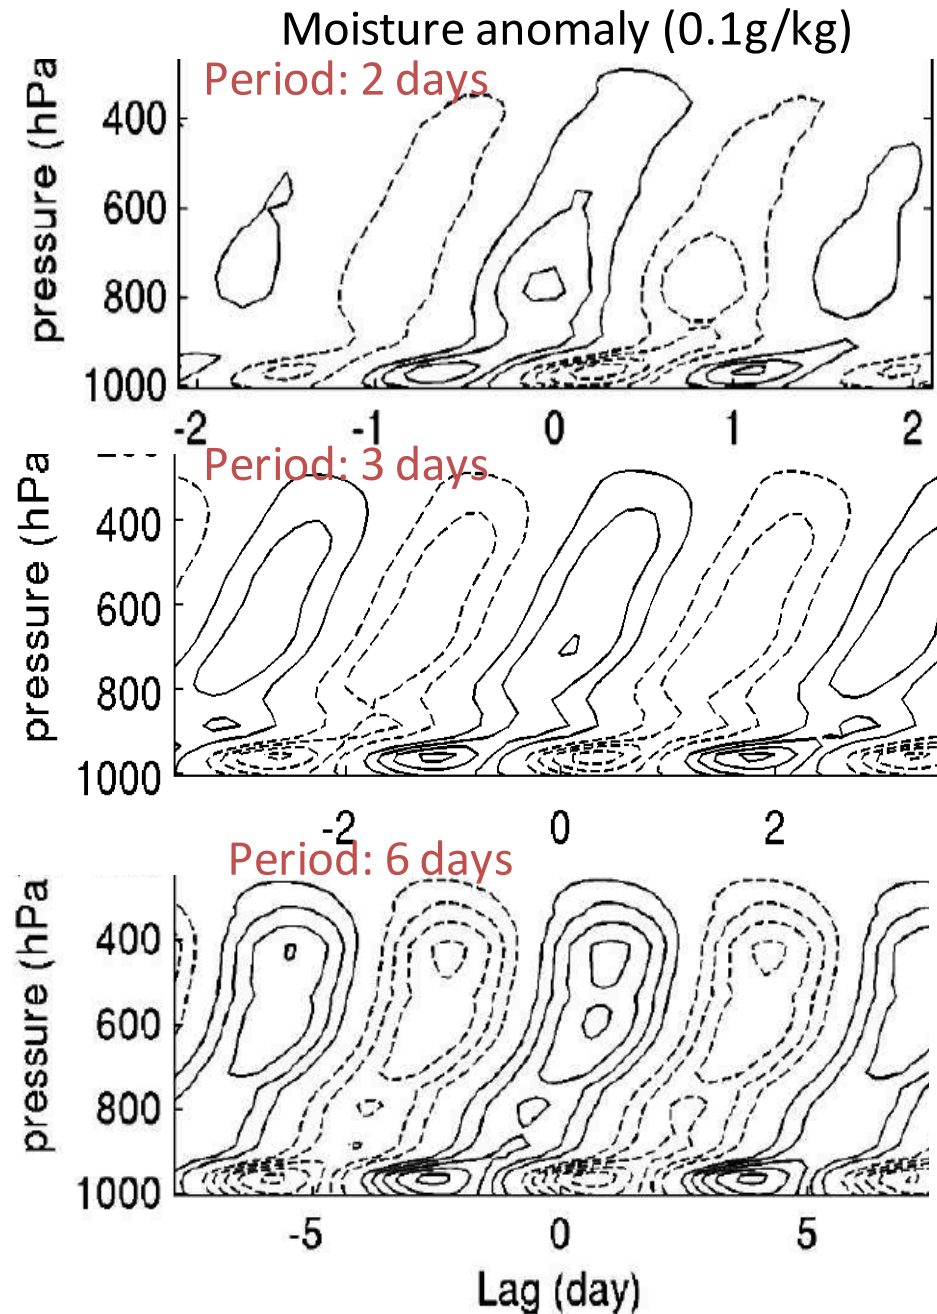 Moisture anomaly (0.1g/kg)
Period: 2 days
pressure (hPa)
400
600
800
1000
-2 -1 0 1 2
Period: 3 days
pressure (hPa
400
600
800
1000
-2 0 2
Period: 6 days
pressure (hPa
400
600
800
1000
-5 0 5
Lag (day)